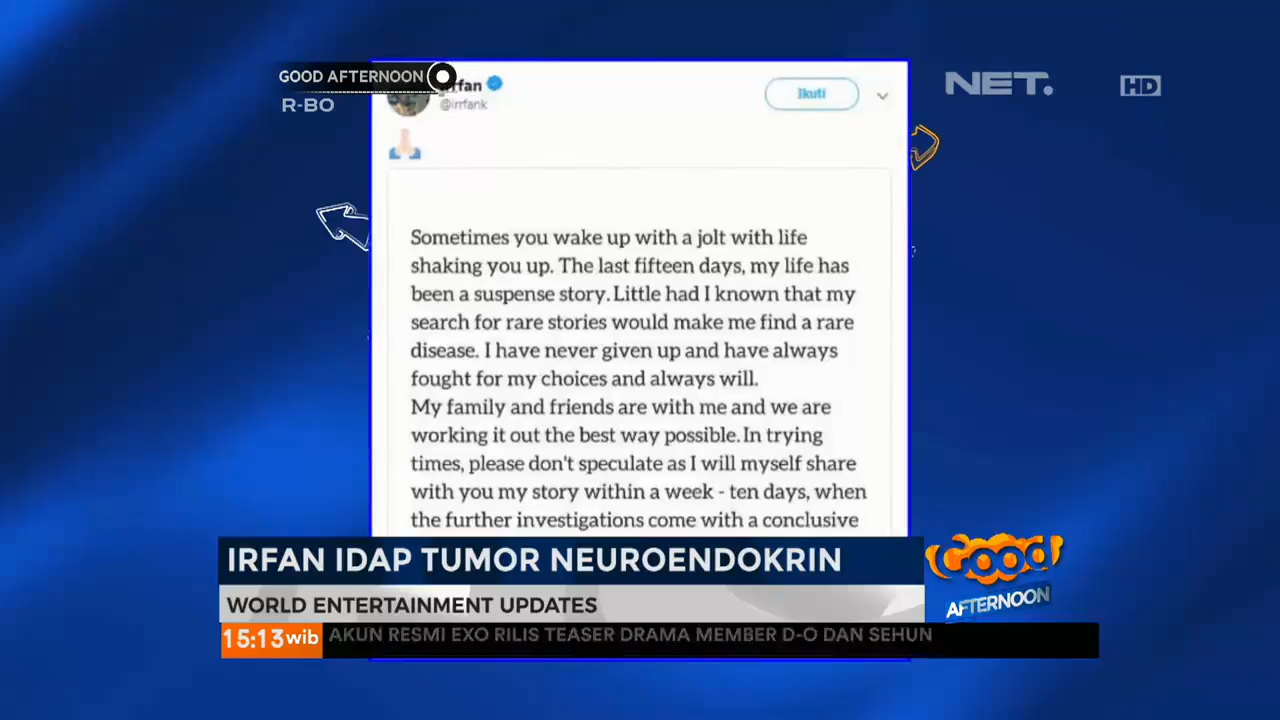 GOOD AFTERNOON
R-BO
NET.
HD
@irrfank
Ikuti
Sometimes you wake up with a jolt with life
shaking you up. The last fifteen days, my life has
been a suspense story. Little had I known that my
search for rare stories would make me find a rare
disease. I have never given up and have always
fought for my choices and always will.
My family and friends are with me and we are
working it out the best way possible. In trying
times, please don't speculate as I will myself share
with you my story within a week - ten days, when
the further investigations come with a conclusive
IRFAN IDAP TUMOR NEUROENDOKRIN
WORLD ENTERTAINMENT UPDATES
Good
AFTERNOON
15:13 wib
AKUN RESMI EXO RILIS TEASER DRAMA MEMBER D-O DAN SEHUN